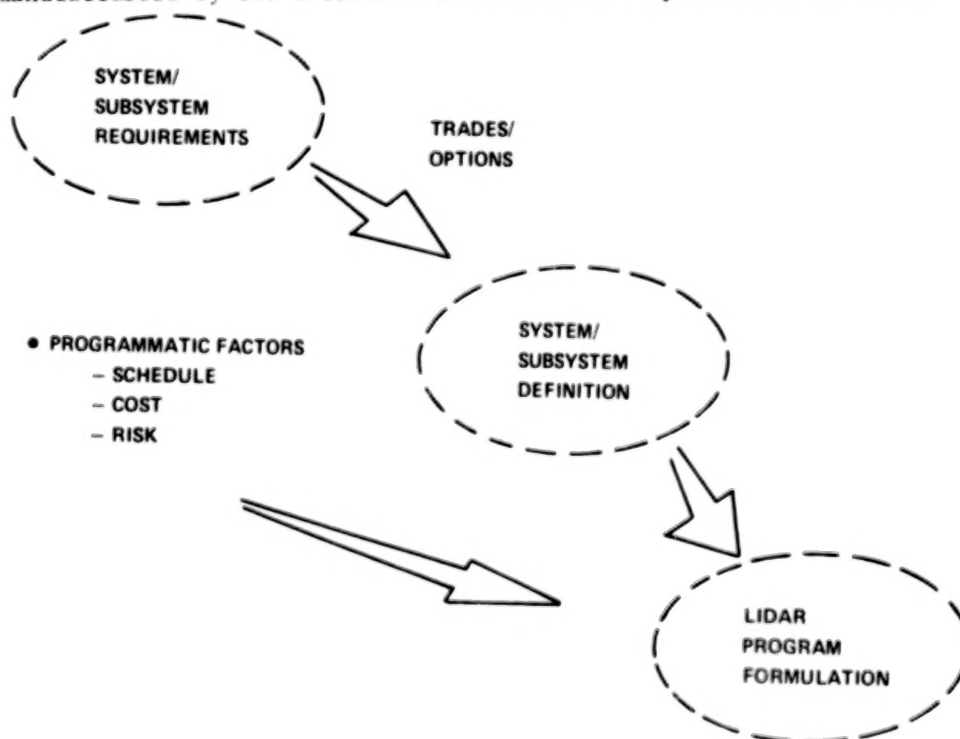 SYSTEM/
SUBSYSTEM
REQUIREMENTS
TRADES/
OPTIONS
• PROGRAMMATIC FACTORS
– SCHEDULE
– COST
– RISK
SYSTEM/
SUBSYSTEM
DEFINITION
LIDAR
PROGRAM
FORMULATION